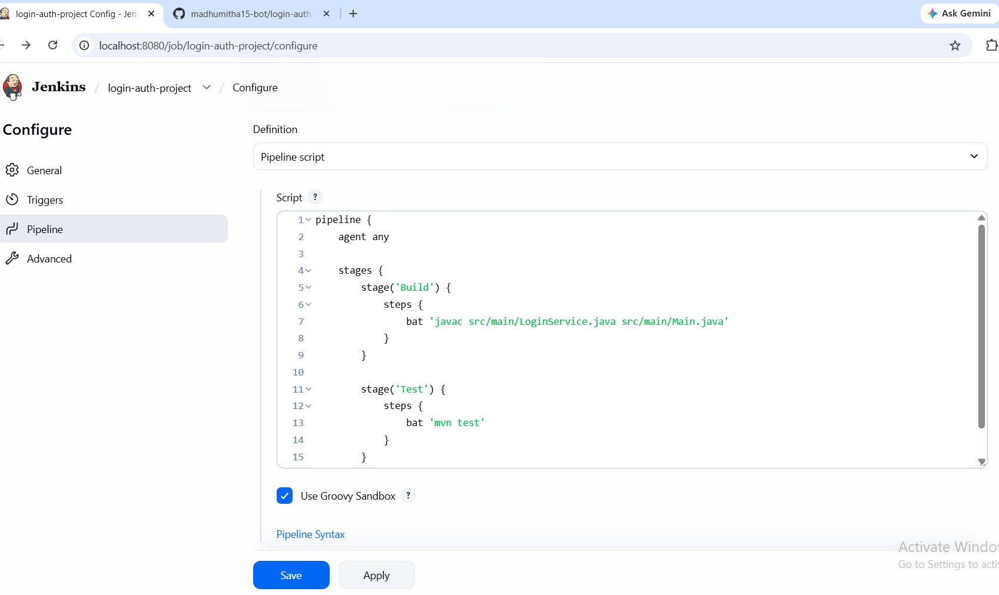 login-auth-project Config - Jen
madhumitha15-bot/login-auth-
Ask Gemini
localhost:8080/job/login-auth-project/configure
Jenkins / login-auth-project / Configure
Configure
General
Triggers
Pipeline
Advanced
Definition
Pipeline script
Script ?
1 pipeline {
2 agent any
3
4 stages {
5 stage('Build') {
6 steps {
7 bat 'javac src/main/LoginService.java src/main/Main.java'
8 }
9 }
10
11 stage('Test') {
12 steps {
13 bat 'mvn test'
14 }
15 }
Use Groovy Sandbox ?
Pipeline Syntax
Save
Apply
Activate Windo
Go to Settings to acti